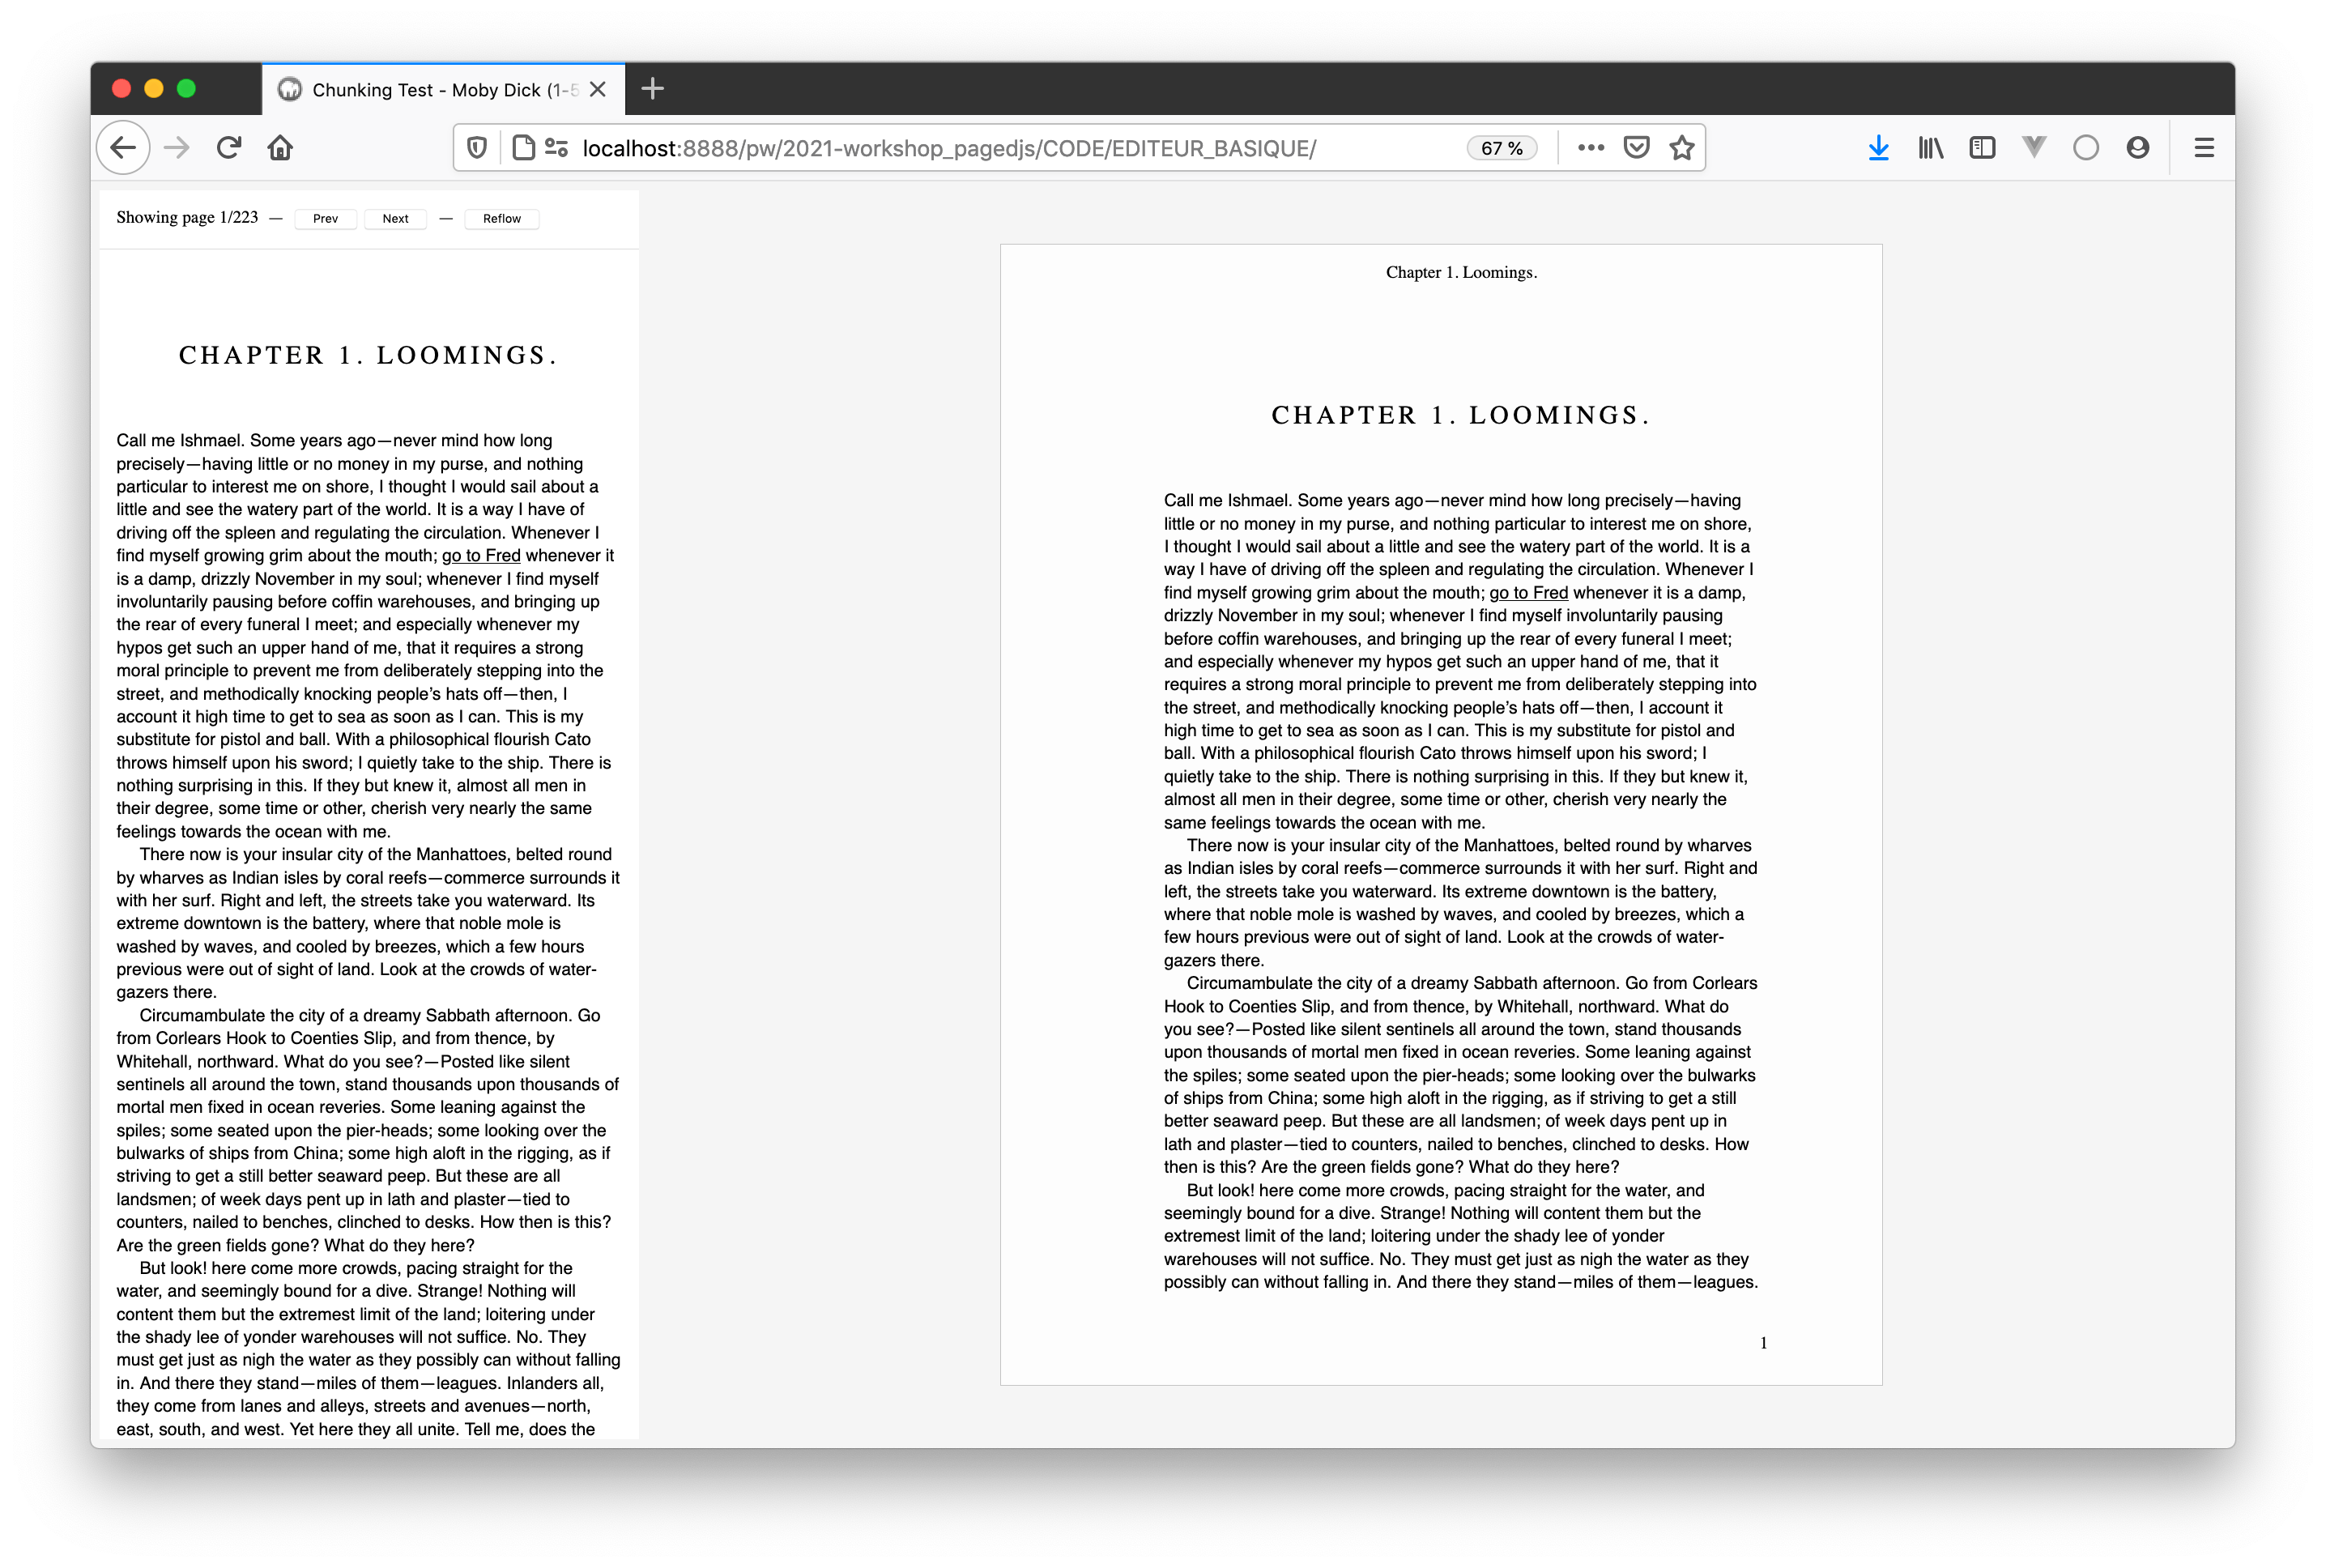 Chunking Test - Moby Dick (1-5
localhost:8888/pw/2021-workshop_pagedjs/CODE/EDITEUR_BASIQUE/
67 %
Showing page 1/223 — Prev Next — Reflow
CHAPTER 1. LOOMINGS.
Call me Ishmael. Some years ago—never mind how long
precisely—having little or no money in my purse, and nothing
particular to interest me on shore, I thought I would sail about a
little and see the watery part of the world. It is a way I have of
driving off the spleen and regulating the circulation. Whenever I
find myself growing grim about the mouth; go to Fred whenever it
is a damp, drizzly November in my soul; whenever I find myself
involuntarily pausing before coffin warehouses, and bringing up
the rear of every funeral I meet; and especially whenever my
hypos get such an upper hand of me, that it requires a strong
moral principle to prevent me from deliberately stepping into the
street, and methodically knocking people’s hats off—then, I
account it high time to get to sea as soon as I can. This is my
substitute for pistol and ball. With a philosophical flourish Cato
throws himself upon his sword; I quietly take to the ship. There is
nothing surprising in this. If they but knew it, almost all men in
their degree, some time or other, cherish very nearly the same
feelings towards the ocean with me.
There now is your insular city of the Manhattoes, belted round
by wharves as Indian isles by coral reefs—commerce surrounds it
with her surf. Right and left, the streets take you waterward. Its
extreme downtown is the battery, where that noble mole is
washed by waves, and cooled by breezes, which a few hours
previous were out of sight of land. Look at the crowds of water-
gazers there.
Circumambulate the city of a dreamy Sabbath afternoon. Go
from Corlears Hook to Coenties Slip, and from thence, by
Whitehall, northward. What do you see?—Posted like silent
sentinels all around the town, stand thousands upon thousands of
mortal men fixed in ocean reveries. Some leaning against the
spiles; some seated upon the pier-heads; some looking over the
bulwarks of ships from China; some high aloft in the rigging, as if
striving to get a still better seaward peep. But these are all
landsmen; of week days pent up in lath and plaster—tied to
counters, nailed to benches, clinched to desks. How then is this?
Are the green fields gone? What do they here?
But look! here come more crowds, pacing straight for the
water, and seemingly bound for a dive. Strange! Nothing will
content them but the extremest limit of the land; loitering under
the shady lee of yonder warehouses will not suffice. No. They
must get just as nigh the water as they possibly can without falling
in. And there they stand—miles of them—leagues. Inlanders all,
they come from lanes and alleys, streets and avenues—north,
east, south, and west. Yet here they all unite. Tell me, does the
Chapter 1. Loomings.
CHAPTER 1. LOOMINGS.
Call me Ishmael. Some years ago—never mind how long precisely—having
little or no money in my purse, and nothing particular to interest me on shore,
I thought I would sail about a little and see the watery part of the world. It is a
way I have of driving off the spleen and regulating the circulation. Whenever I
find myself growing grim about the mouth; go to Fred whenever it is a damp,
drizzly November in my soul; whenever I find myself involuntarily pausing
before coffin warehouses, and bringing up the rear of every funeral I meet;
and especially whenever my hypos get such an upper hand of me, that it
requires a strong moral principle to prevent me from deliberately stepping into
the street, and methodically knocking people’s hats off—then, I account it
high time to get to sea as soon as I can. This is my substitute for pistol and
ball. With a philosophical flourish Cato throws himself upon his sword; I
quietly take to the ship. There is nothing surprising in this. If they but knew it,
almost all men in their degree, some time or other, cherish very nearly the
same feelings towards the ocean with me.
There now is your insular city of the Manhattoes, belted round by wharves
as Indian isles by coral reefs—commerce surrounds it with her surf. Right and
left, the streets take you waterward. Its extreme downtown is the battery,
where that noble mole is washed by waves, and cooled by breezes, which a
few hours previous were out of sight of land. Look at the crowds of water-
gazers there.
Circumambulate the city of a dreamy Sabbath afternoon. Go from Corlears
Hook to Coenties Slip, and from thence, by Whitehall, northward. What do
you see?—Posted like silent sentinels all around the town, stand thousands
upon thousands of mortal men fixed in ocean reveries. Some leaning against
the spiles; some seated upon the pier-heads; some looking over the bulwarks
of ships from China; some high aloft in the rigging, as if striving to get a still
better seaward peep. But these are all landsmen; of week days pent up in
lath and plaster—tied to counters, nailed to benches, clinched to desks. How
then is this? Are the green fields gone? What do they here?
But look! here come more crowds, pacing straight for the water, and
seemingly bound for a dive. Strange! Nothing will content them but the
extremest limit of the land; loitering under the shady lee of yonder
warehouses will not suffice. No. They must get just as nigh the water as they
possibly can without falling in. And there they stand—miles of them—leagues.
1